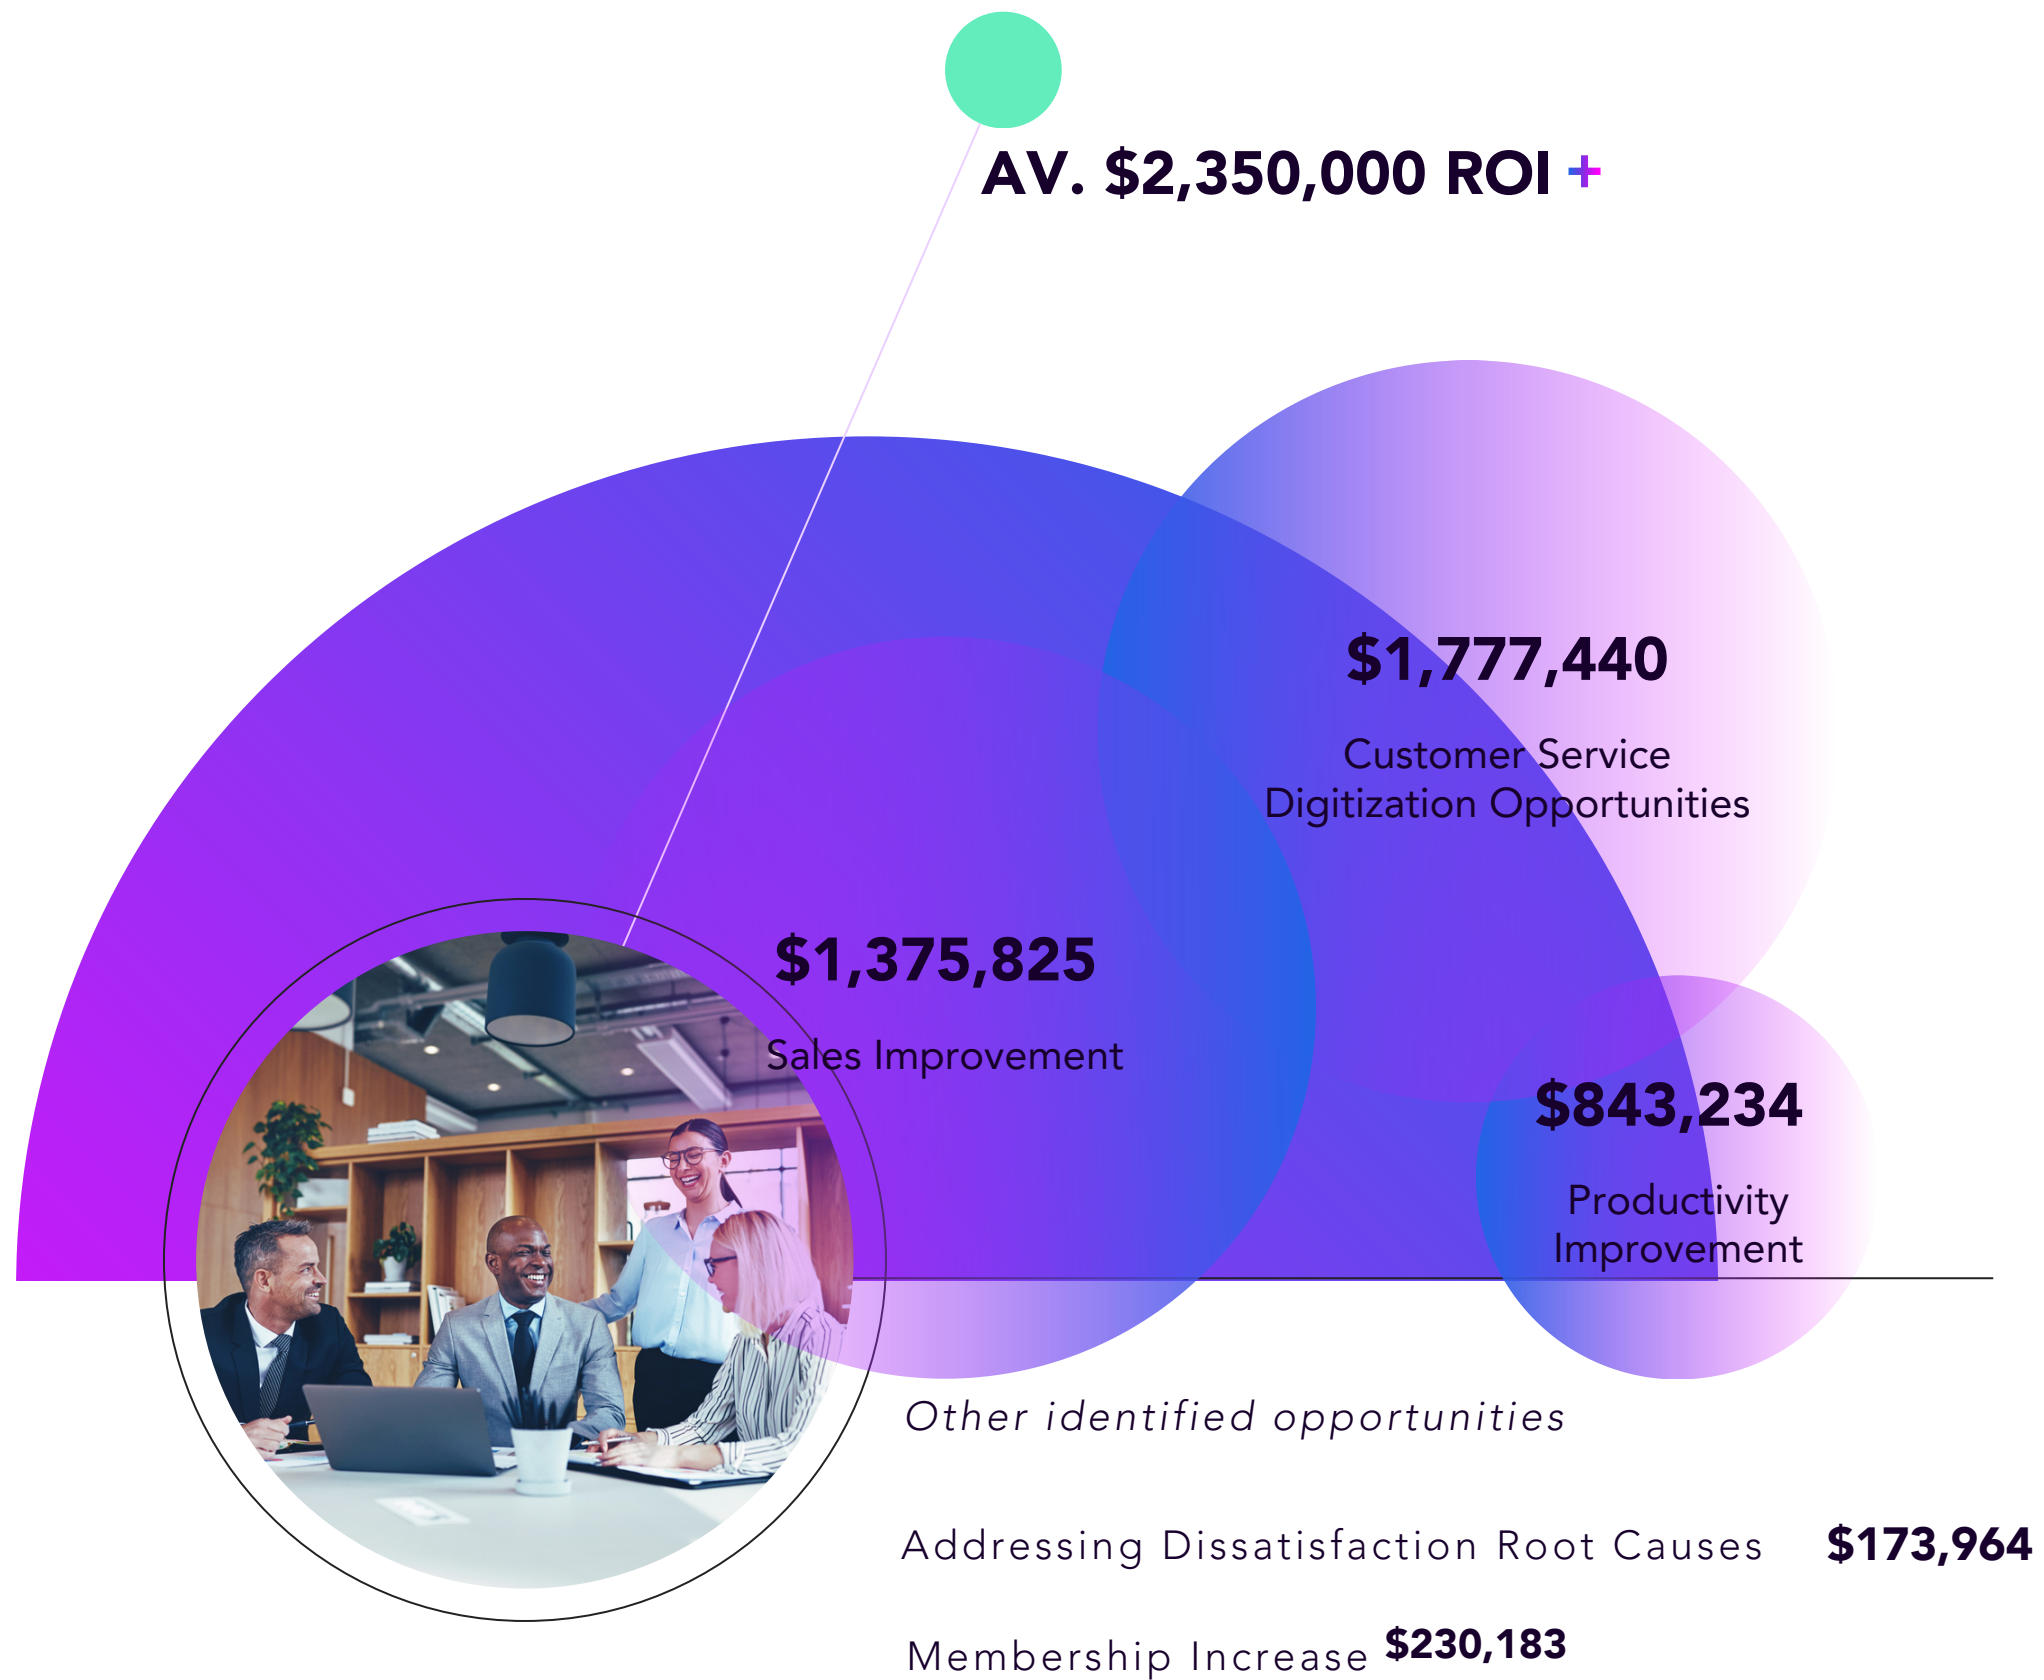 AV. $2,350,000 ROI +
$1,777,440
Customer Service
Digitization Opportunities
$1,375,825
Sales Improvement
$843,234
Productivity
Improvement
Other identified opportunities
Addressing Dissatisfaction Root Causes $173,964
Membership Increase $230,183